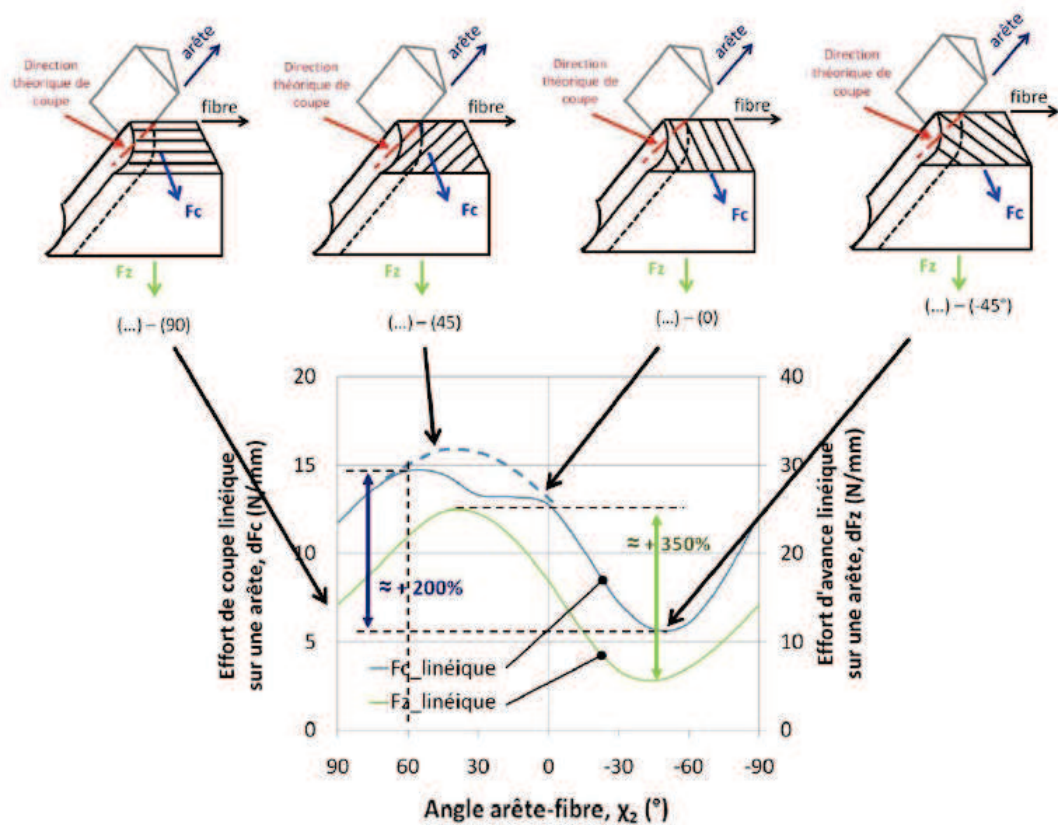 arête
Direction
théorique de
coupe
fibre
Fc
Fz
(...) – (90)
arête
Direction
théorique de
coupe
fibre
Fc
Fz
(...) – (45)
arête
Direction
théorique de
coupe
fibre
Fc
Fz
(...) – (0)
arête
Direction
théorique de
coupe
fibre
Fc
Fz
(...) – (-45°)
Effort de coupe linéique
sur une arête, dFc (N/mm)
20
15
10
5
0
≈ + 200%
≈ + 350%
Fc_linéique
Fz_linéique
40
30
20
10
0
Effort d'avance linéique
sur une arête, dFz (N/mm)
90 60 30 0 -30 -60 -90
Angle arête-fibre, χ₂ (°)